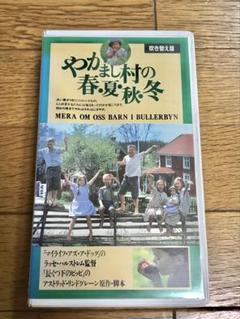 吹き替え版
やかまし村の
春・夏・秋・冬
MERA OM OSS BARN I BULLERBYN
『マイライフ・アズ・ア・ドッグ』の
ラッセ・ハルストレム監督
『長くつ下のピッピ』の
アストリッド・リンドグレーン原作・脚本